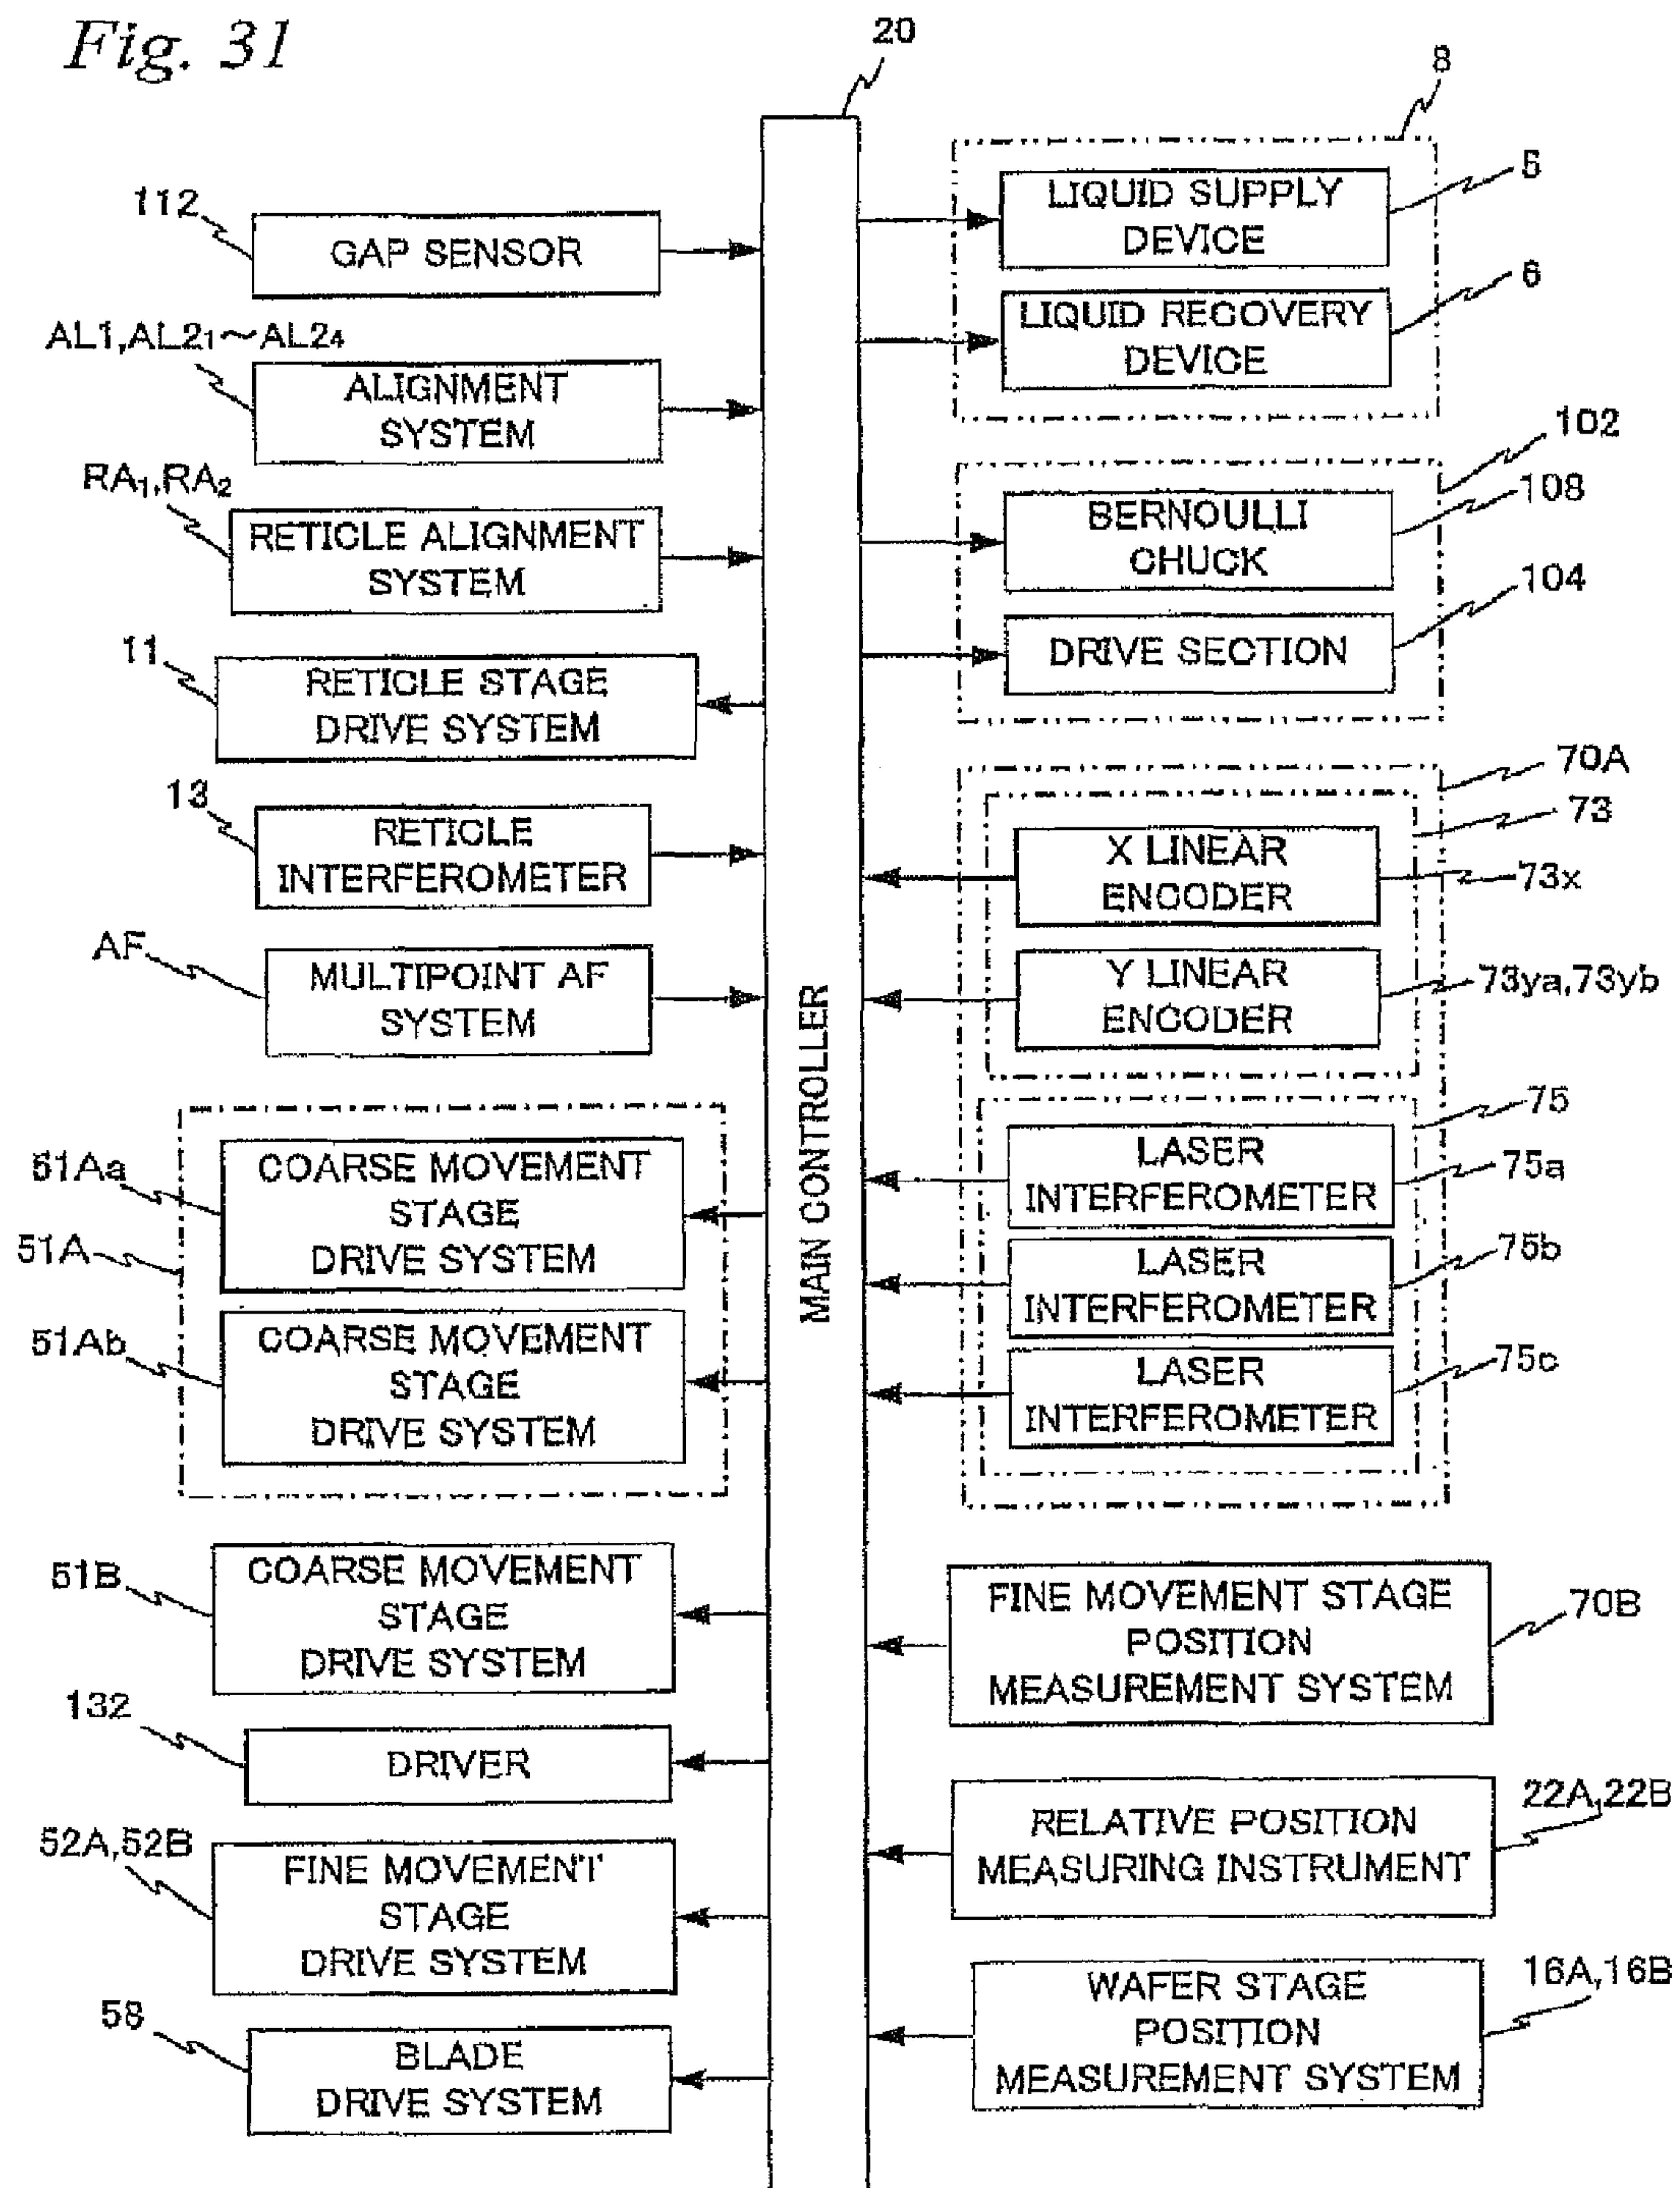 Fig. 31
20
112
GAP SENSOR
AL1,AL2₁~AL2₄
ALIGNMENT
SYSTEM
RA₁,RA₂
RETICLE ALIGNMENT
SYSTEM
11
RETICLE STAGE
DRIVE SYSTEM
13
RETICLE
INTERFEROMETER
AF
MULTIPOINT AF
SYSTEM
51A
51Aa
COARSE MOVEMENT
STAGE
DRIVE SYSTEM
51Ab
COARSE MOVEMENT
STAGE
DRIVE SYSTEM
51B
COARSE MOVEMENT
STAGE
DRIVE SYSTEM
132
DRIVER
52A,52B
FINE MOVEMENT
STAGE
DRIVE SYSTEM
58
BLADE
DRIVE SYSTEM
MAIN CONTROLLER
8
LIQUID SUPPLY
DEVICE
5
LIQUID RECOVERY
DEVICE
6
102
BERNOULLI
CHUCK
108
DRIVE SECTION
104
70A
73
X LINEAR
ENCODER
73x
Y LINEAR
ENCODER
73ya,73yb
75
LASER
INTERFEROMETER
75a
LASER
INTERFEROMETER
75b
LASER
INTERFEROMETER
75c
FINE MOVEMENT STAGE
POSITION
MEASUREMENT SYSTEM
70B
RELATIVE POSITION
MEASURING INSTRUMENT
22A,22B
WAFER STAGE
POSITION
MEASUREMENT SYSTEM
16A,16B